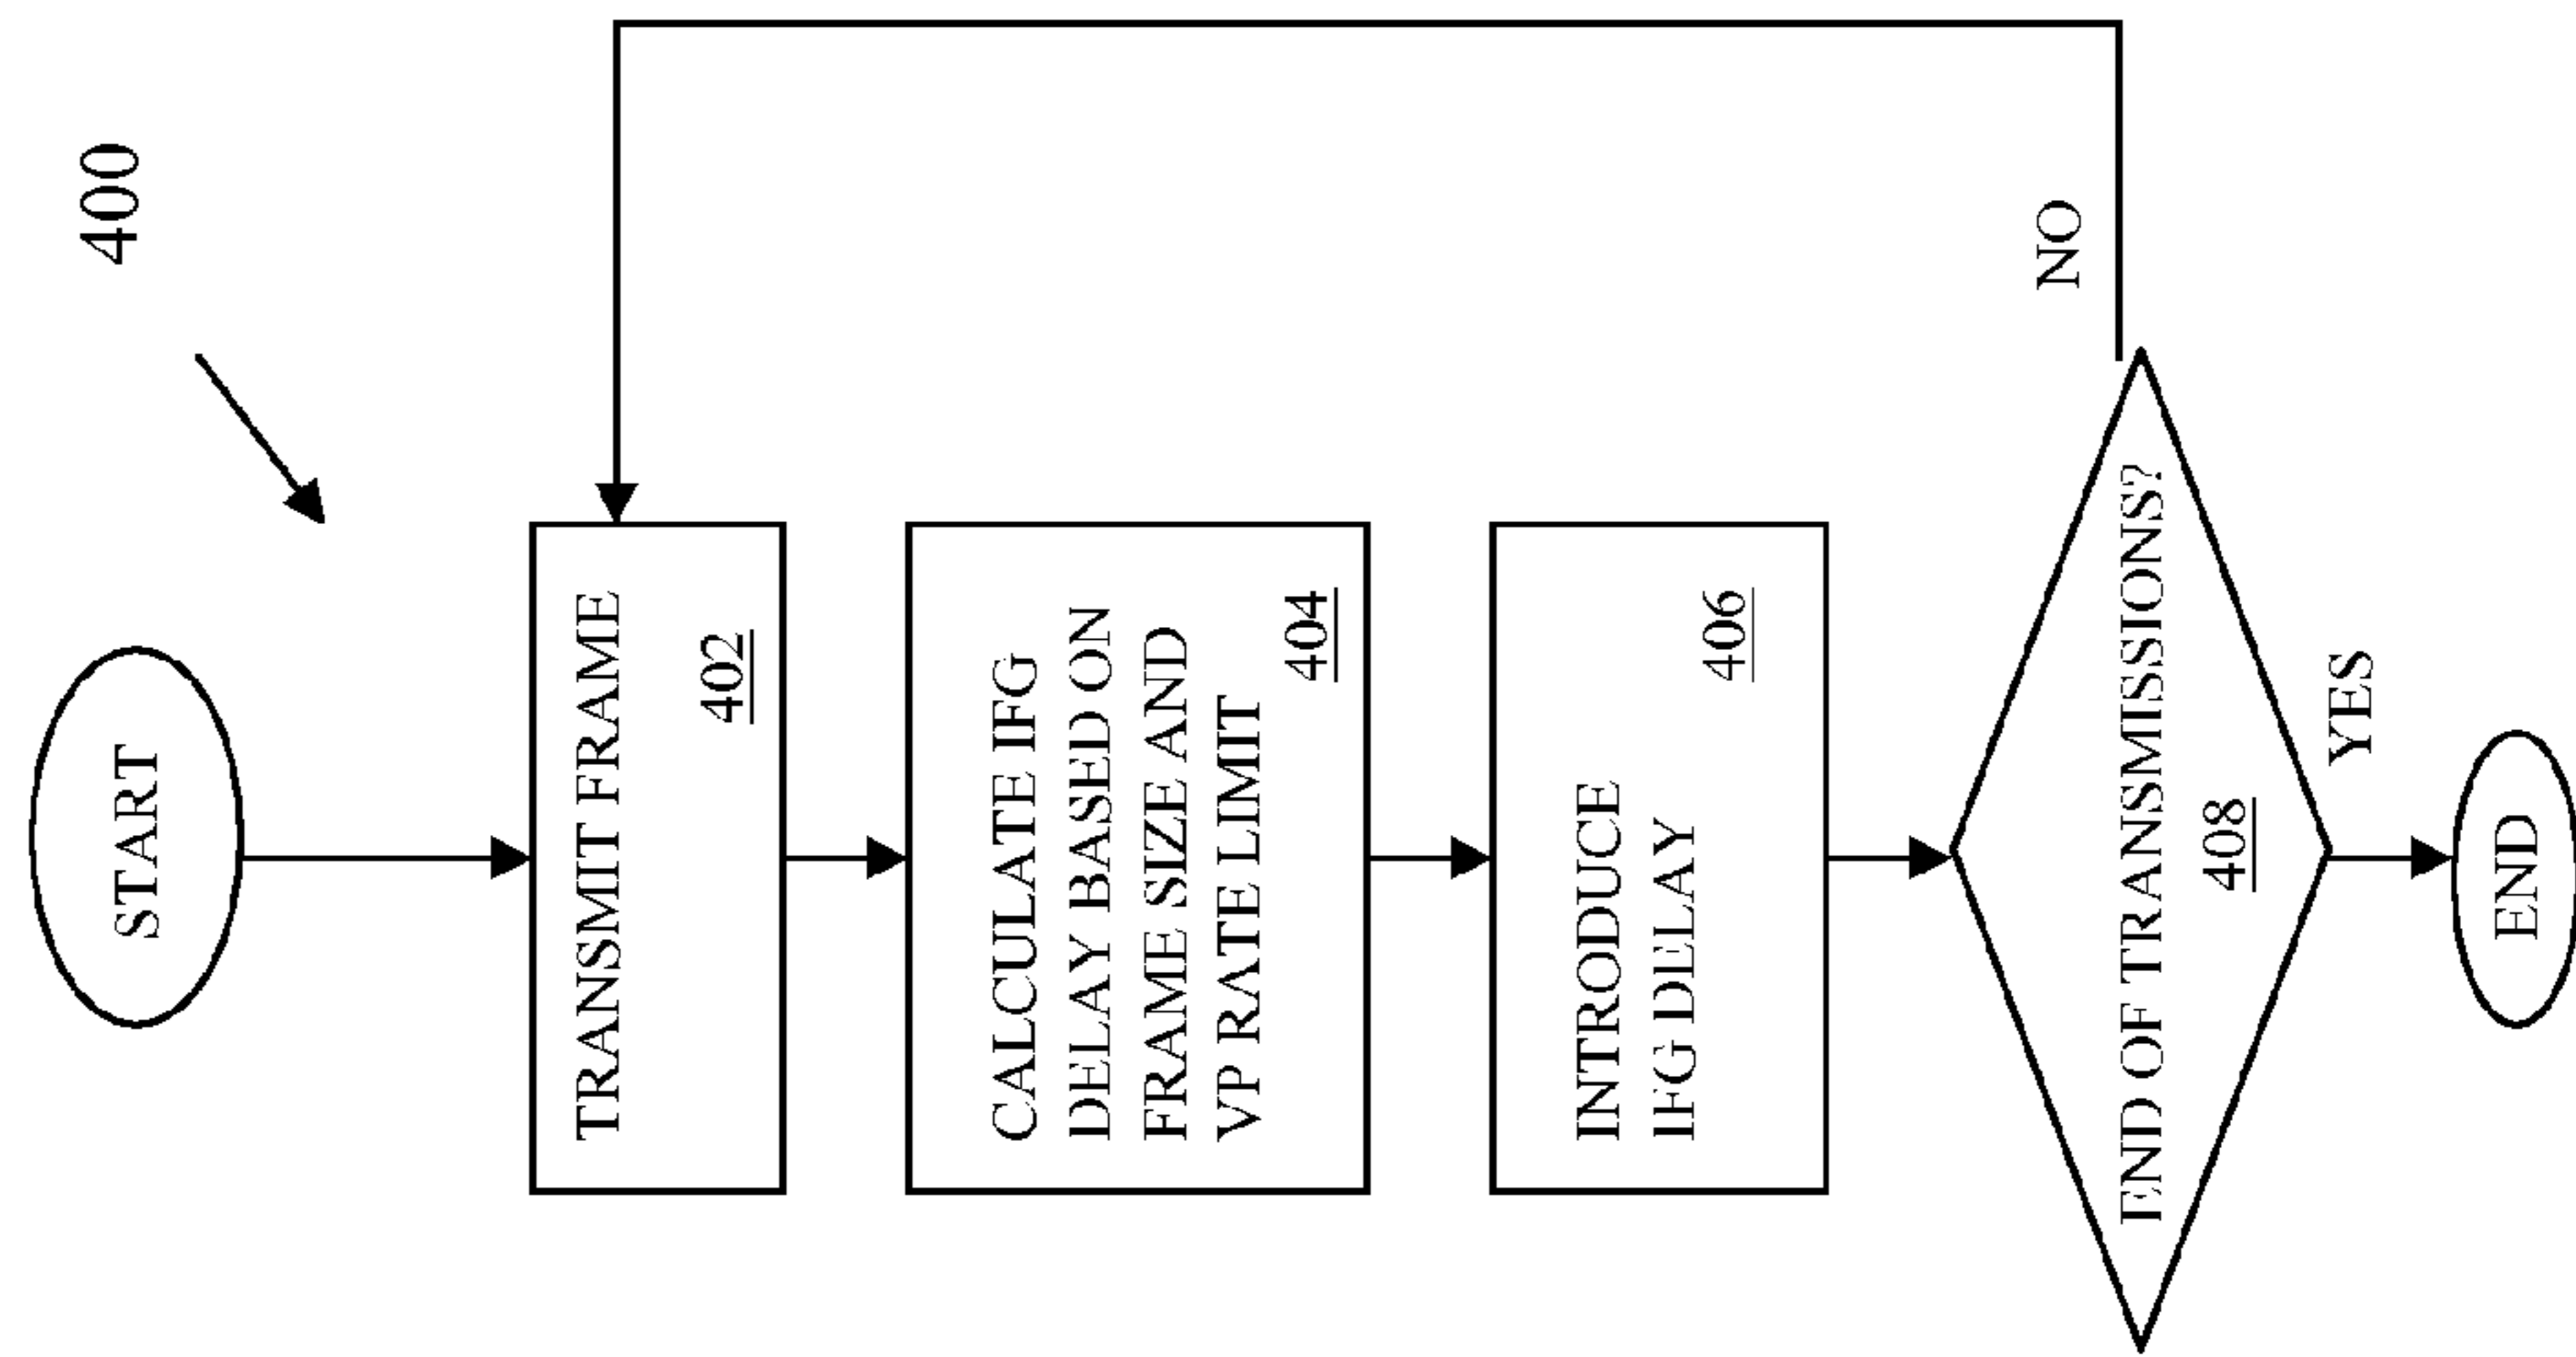 400
START
TRANSMIT FRAME
402
CALCULATE IFG
DELAY BASED ON
FRAME SIZE AND
VP RATE LIMIT
404
INTRODUCE
IFG DELAY
406
END OF TRANSMISSIONS?
408
NO
YES
END